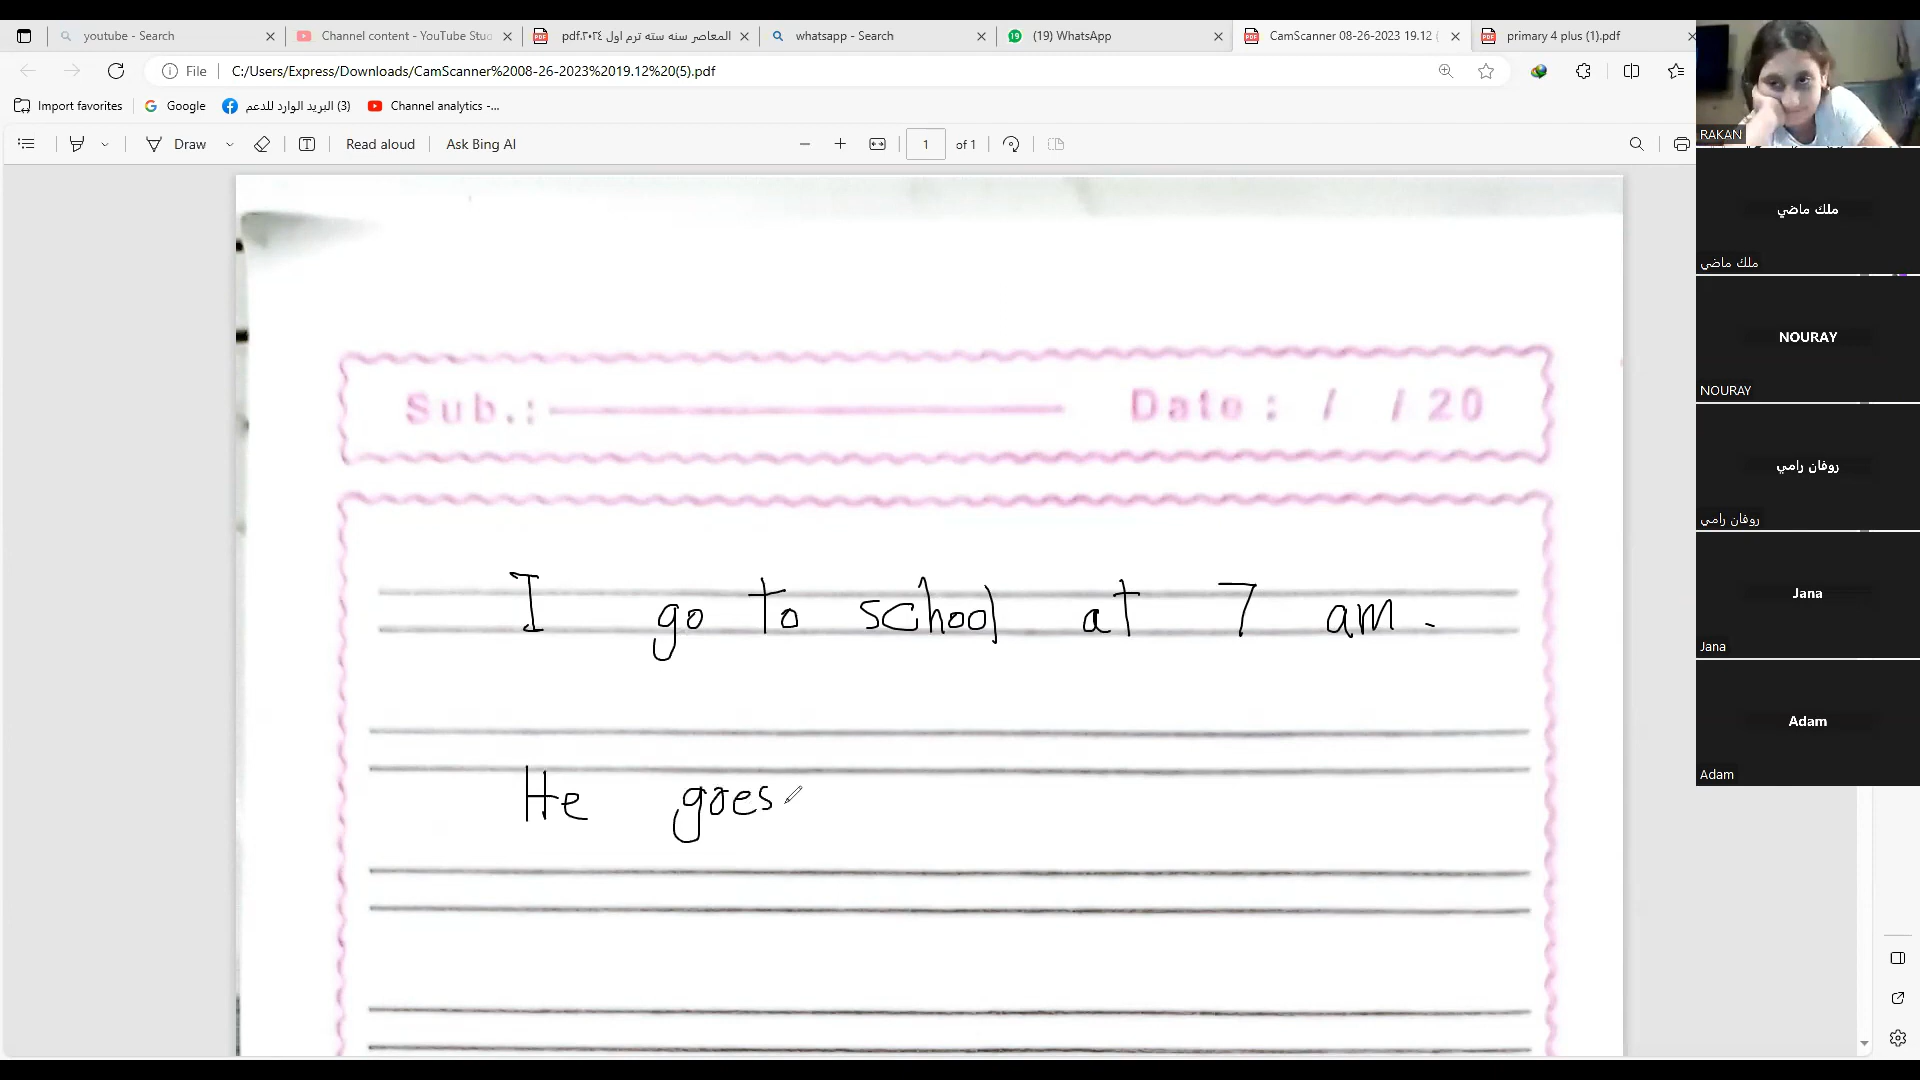 youtube - Search
Channel content - YouTube Stud
المعاصر سنه سته ترم اول ٢٠٢٤.pdf
whatsapp - Search
(19) WhatsApp
CamScanner 08-26-2023 19.12 (
primary 4 plus (1).pdf
File
C:/Users/Express/Downloads/CamScanner%2008-26-2023%2019.12%20(5).pdf
Import favorites
Google
(3) البريد الوارد للدعم
Channel analytics -...
Draw
Read aloud
Ask Bing AI
1
of 1
Sub.:
Date : / / 20
I go to school at 7 am.
He goes
RAKAN
ملك ماضي
ملك ماضي
NOURAY
NOURAY
روفان رامي
روفان رامي
Jana
Jana
Adam
Adam